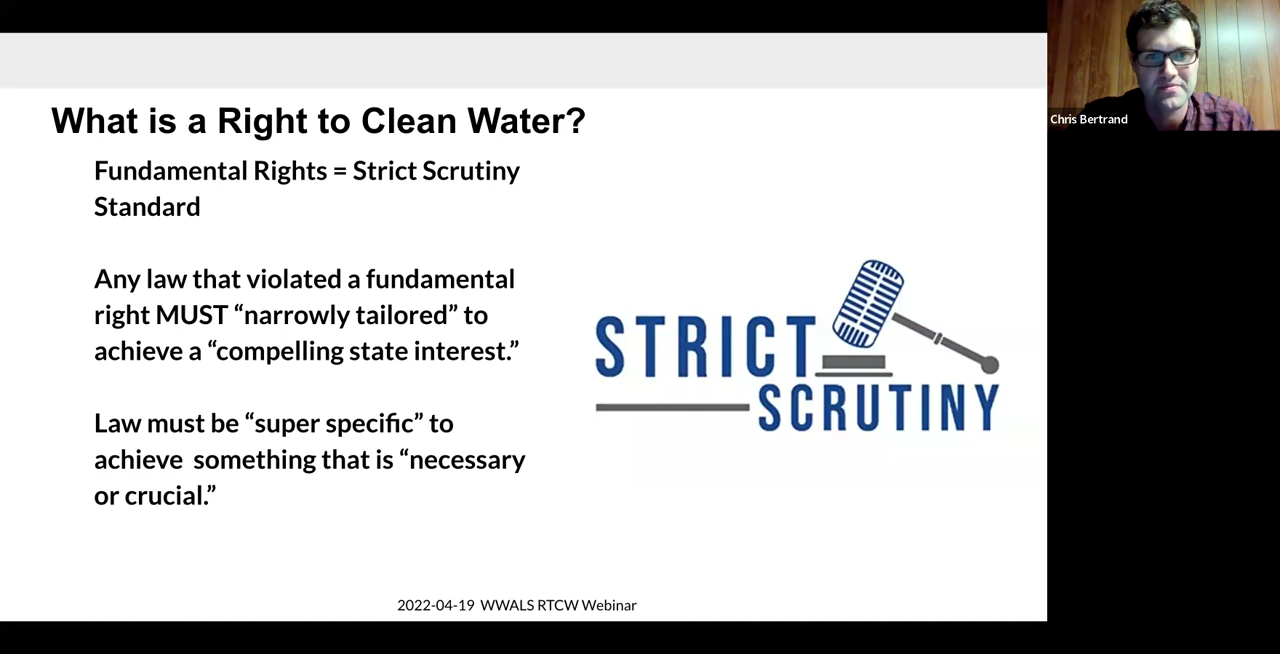 What is a Right to Clean Water?
Fundamental Rights = Strict Scrutiny
Standard
Any law that violated a fundamental
right MUST “narrowly tailored” to
achieve a “compelling state interest.”
Law must be “super specific” to
achieve  something that is “necessary
or crucial.”
STRICT
SCRUTINY
2022-04-19 WWALS RTCW Webinar
Chris Bertrand